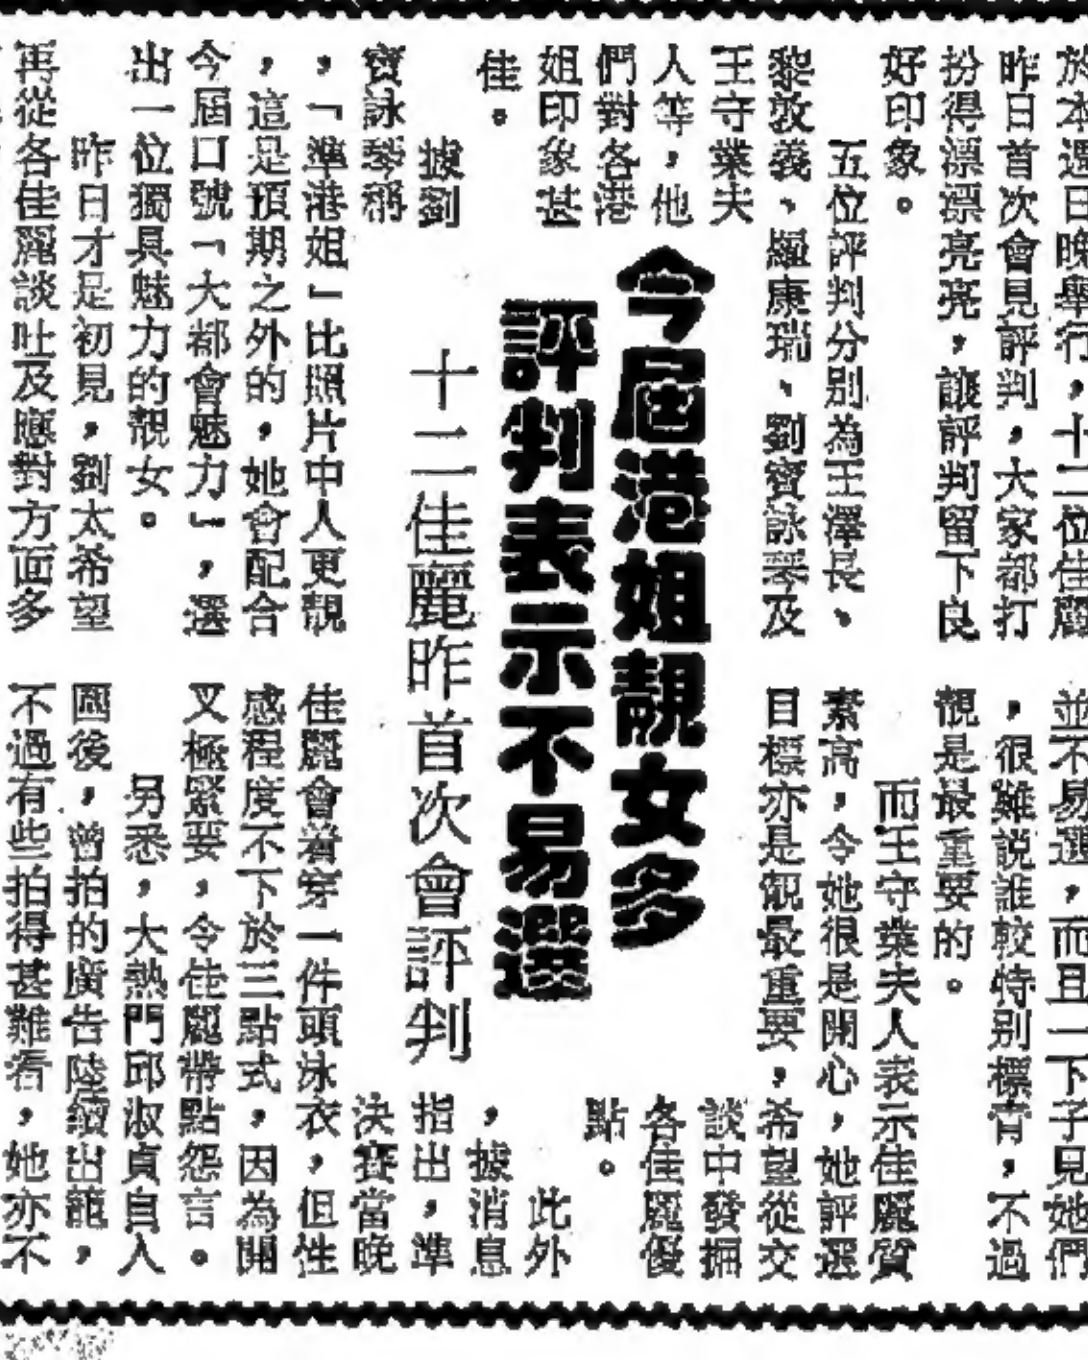 今屆港姐靚女多
評判表示不易選
十二佳麗昨首次會評判
於本週日晚舉行，十二位佳麗
昨日首次會見評判，大家都打
扮得漂漂亮亮，讓評判留下良
好印象。
五位評判分別為王澤長、
黎敦義、羅康瑞、劉寶詠琴及
王守業夫
人等，他
們對各港
姐印象甚
佳。
據劉
寶詠琴稱
，「準港姐」比照片中人更靚
，這是預期之外的，她會配合
今屆口號「大都會魅力」，選
出一位獨具魅力的靚女。
昨日才是初見，劉太希望
再從各佳麗談吐及應對方面多
並不易選，而且一下子見她們
，很難說誰較特別標青，不過
靚是最重要的。
而王守業夫人表示佳麗質
素高，令她很是開心，她評選
目標亦是靚最重要，希望從交
談中發掘
各佳麗優
點。
此外
，據消息
指出，準
決賽當晚
佳麗會着穿一件頭泳衣，但性
感程度不下於三點式，因為開
叉極緊要，令佳麗帶點怨言。
另悉，大熱門邱淑貞自入
圍後，曾拍的廣告陸續出籠，
不過有些拍得甚難看，她亦不